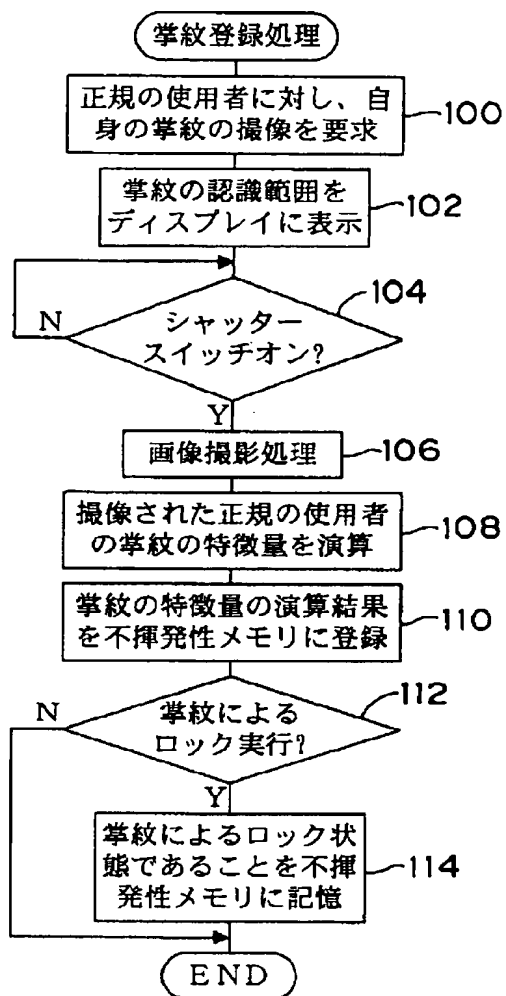 掌紋登録処理
正規の使用者に対し、自
身の掌紋の撮像を要求
100
掌紋の認識範囲を
ディスプレイに表示
102
104
シャッター
スイッチオン?
N
Y
画像撮影処理
106
撮像された正規の使用者
の掌紋の特徴量を演算
108
掌紋の特徴量の演算結果
を不揮発性メモリに登録
110
112
掌紋による
ロック実行?
N
Y
掌紋によるロック状
態であることを不揮
発性メモリに記憶
114
END